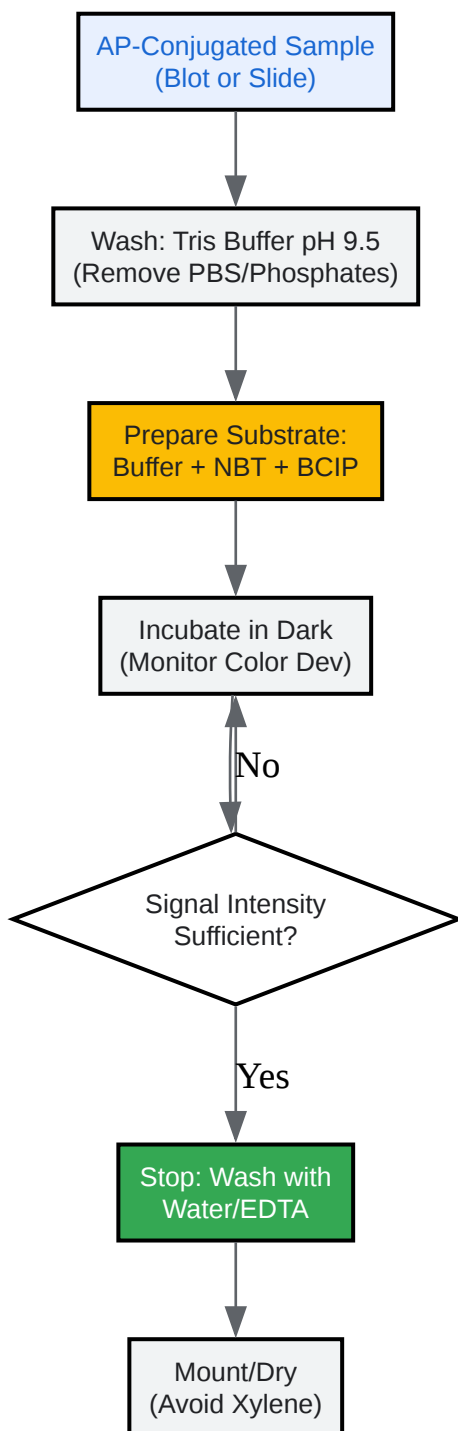 AP-Conjugated Sample
(Blot or Slide)
Wash: Tris Buffer pH 9.5
(Remove PBS/Phosphates)
Prepare Substrate:
Buffer + NBT + BCIP
Incubate in Dark
(Monitor Color Dev)
No
Signal Intensity
Sufficient?
Yes
Stop: Wash with
Water/EDTA
Mount/Dry
(Avoid Xylene)